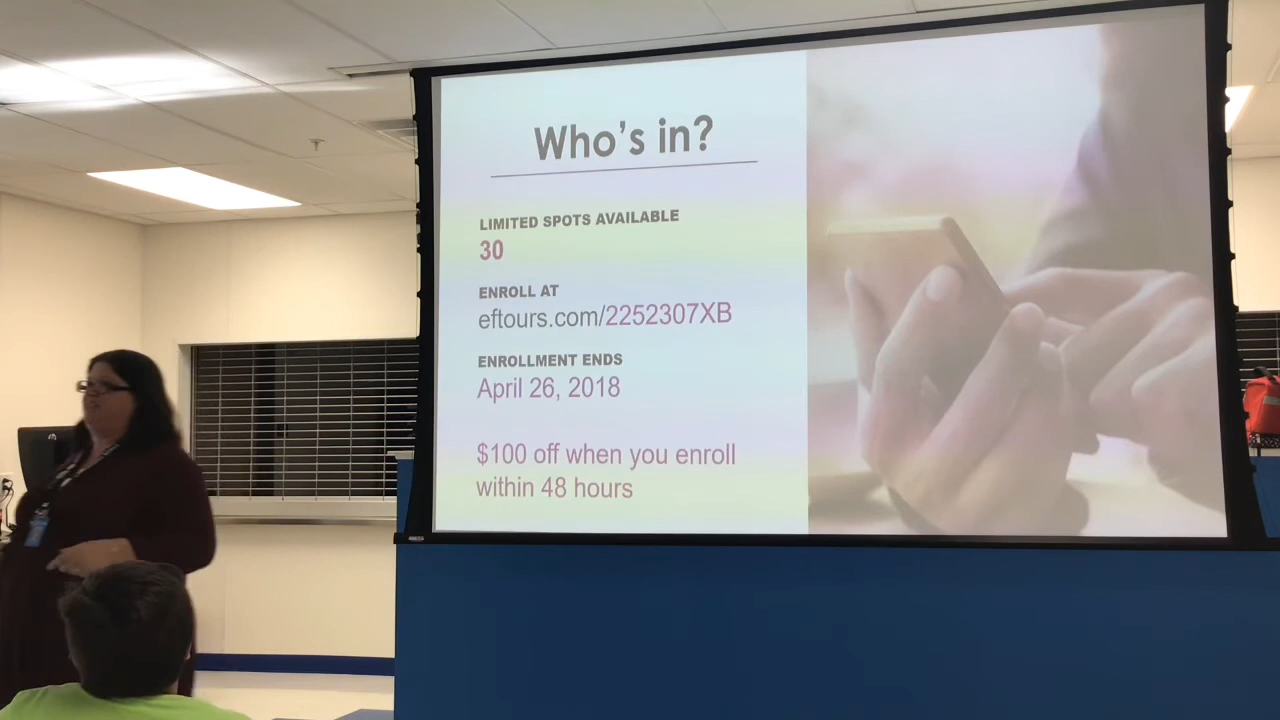 Who's in?
LIMITED SPOTS AVAILABLE
30
ENROLL AT
eftours.com/2252307XB
ENROLLMENT ENDS
April 26, 2018
$100 off when you enroll
within 48 hours